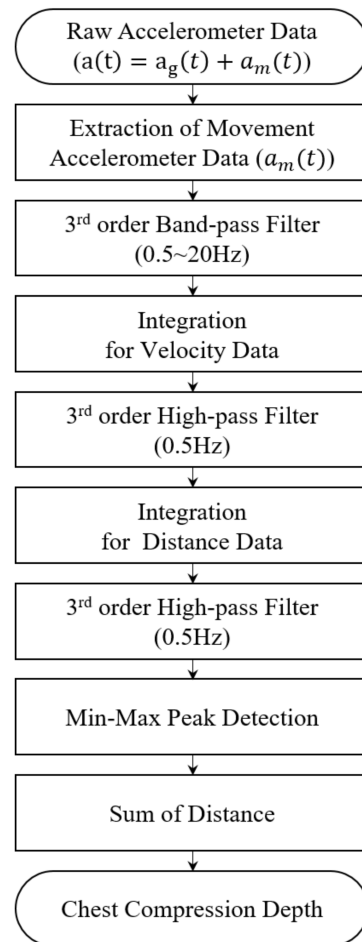 Raw Accelerometer Data
(a(t) = a_g(t) + a_m(t))
Extraction of Movement
Accelerometer Data (a_m(t))
3rd order Band-pass Filter
(0.5~20Hz)
Integration
for Velocity Data
3rd order High-pass Filter
(0.5Hz)
Integration
for Distance Data
3rd order High-pass Filter
(0.5Hz)
Min-Max Peak Detection
Sum of Distance
Chest Compression Depth